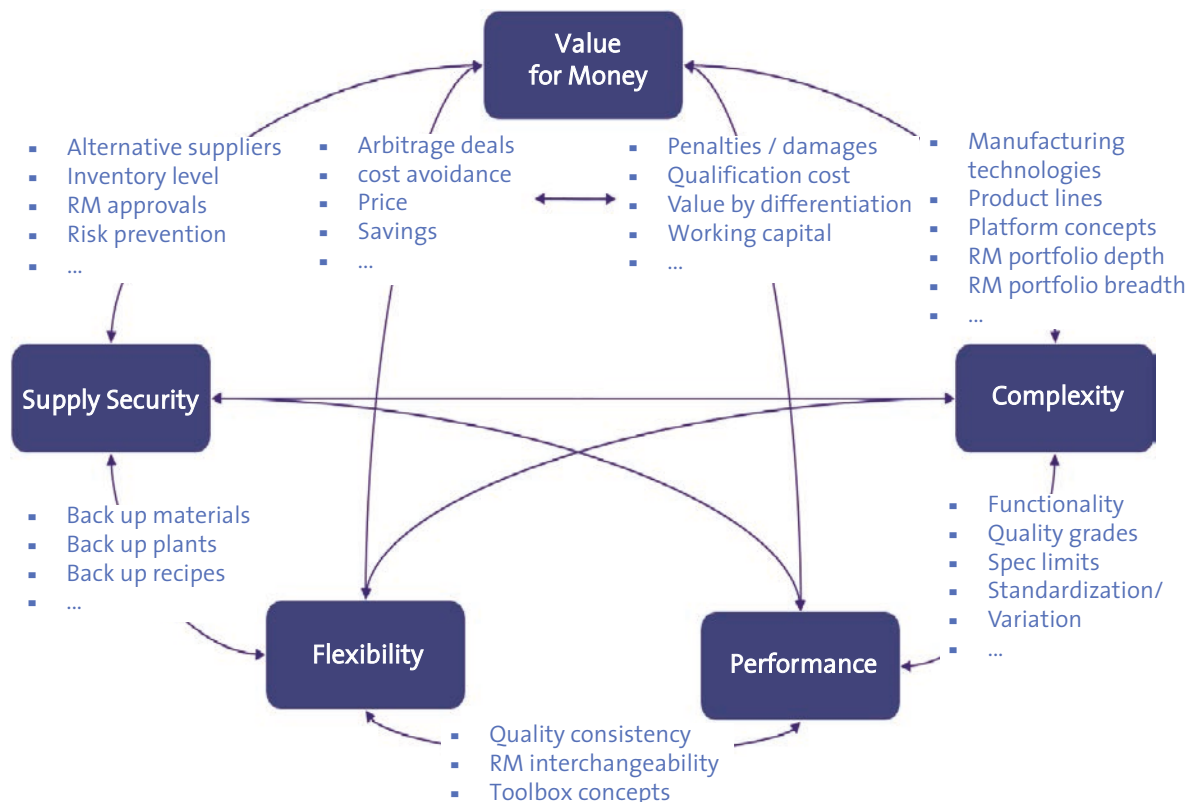 Value
for Money
▪ Alternative suppliers
▪ Inventory level
▪ RM approvals
▪ Risk prevention
▪ ...
▪ Arbitrage deals
▪ cost avoidance
▪ Price
▪ Savings
▪ ...
▪ Penalties / damages
▪ Qualification cost
▪ Value by differentiation
▪ Working capital
▪ ...
▪ Manufacturing
technologies
▪ Product lines
▪ Platform concepts
▪ RM portfolio depth
▪ RM portfolio breadth
▪ ...
Supply Security
Complexity
▪ Back up materials
▪ Back up plants
▪ Back up recipes
▪ ...
▪ Functionality
▪ Quality grades
▪ Spec limits
▪ Standardization/
▪ Variation
▪ ...
Flexibility
Performance
▪ Quality consistency
▪ RM interchangeability
▪ Toolbox concepts